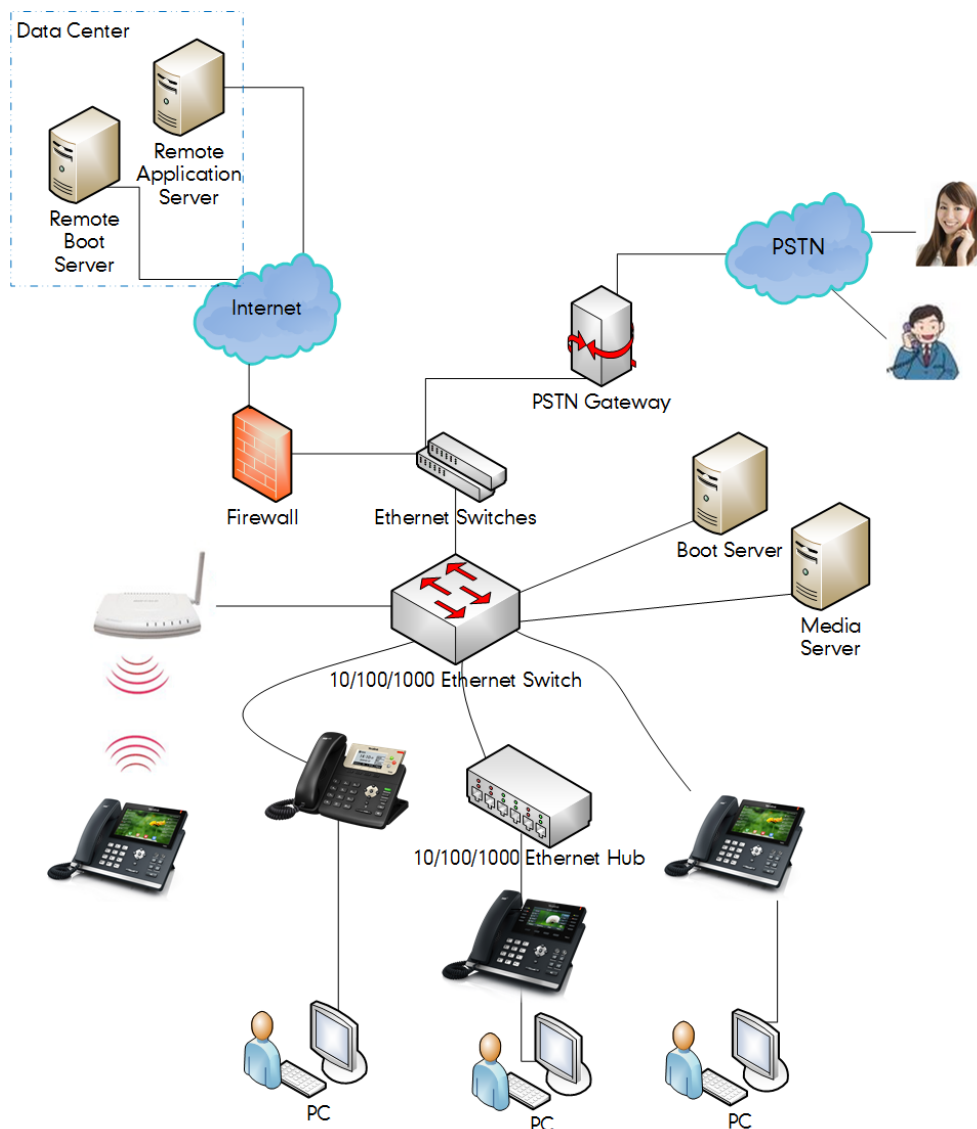 Data Center
Remote
Application
Server
Remote
Boot
Server
PSTN
Internet
PSTN Gateway
Firewall
Ethernet Switches
Boot Server
Media
Server
10/100/1000 Ethernet Switch
10/100/1000 Ethernet Hub
PC
PC
PC